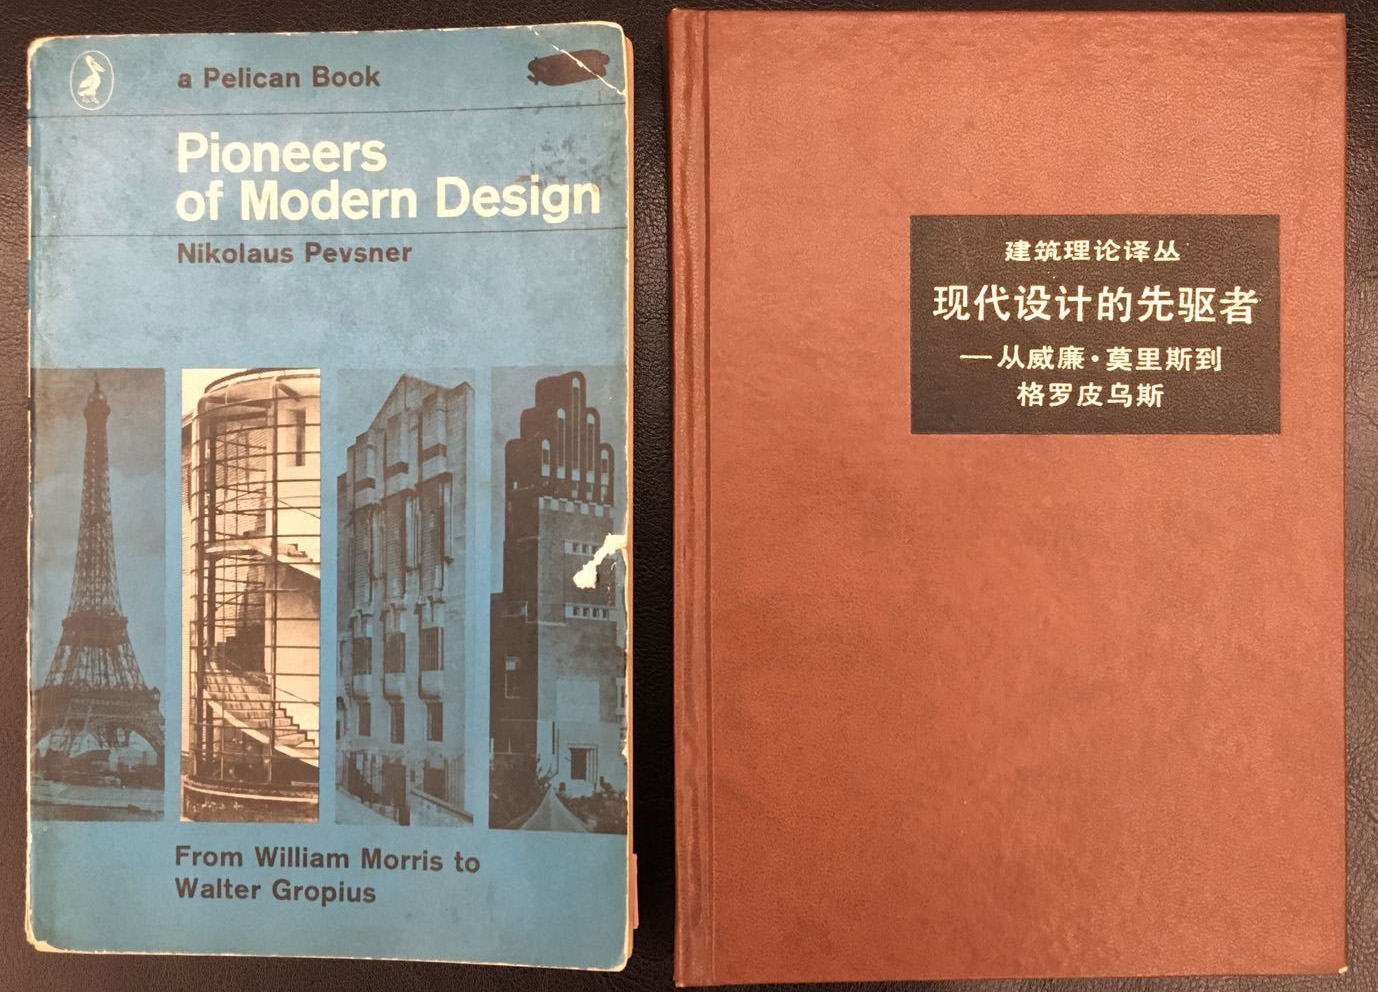 a Pelican Book
Pioneers
of Modern Design
Nikolaus Pevsner
From William Morris to
Walter Gropius
建筑理论译丛
现代设计的先驱者
—从威廉·莫里斯到
格罗皮乌斯